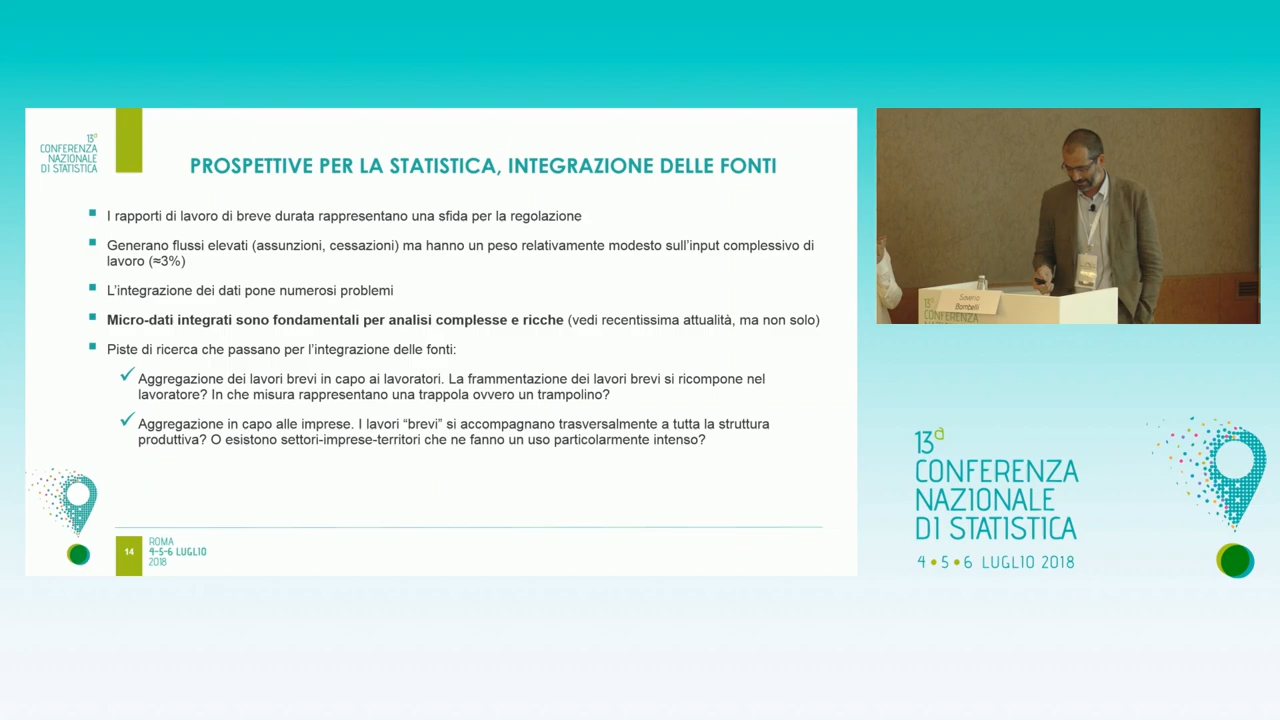 13ª
CONFERENZA
NAZIONALE
DI STATISTICA
PROSPETTIVE PER LA STATISTICA, INTEGRAZIONE DELLE FONTI
I rapporti di lavoro di breve durata rappresentano una sfida per la regolazione
Generano flussi elevati (assunzioni, cessazioni) ma hanno un peso relativamente modesto sull'input complessivo di
lavoro (≈3%)
L'integrazione dei dati pone numerosi problemi
Micro-dati integrati sono fondamentali per analisi complesse e ricche (vedi recentissima attualità, ma non solo)
Piste di ricerca che passano per l'integrazione delle fonti:
✓ Aggregazione dei lavori brevi in capo ai lavoratori. La frammentazione dei lavori brevi si ricompone nel
lavoratore? In che misura rappresentano una trappola ovvero un trampolino?
✓ Aggregazione in capo alle imprese. I lavori "brevi" si accompagnano trasversalmente a tutta la struttura
produttiva? O esistono settori-imprese-territori che ne fanno un uso particolarmente intenso?
14
ROMA
4-5-6 LUGLIO
2018
Bombelli
13ª
CONFERENZA
NAZIONALE
13ª
CONFERENZA
NAZIONALE
DI STATISTICA
4 • 5 • 6 LUGLIO 2018